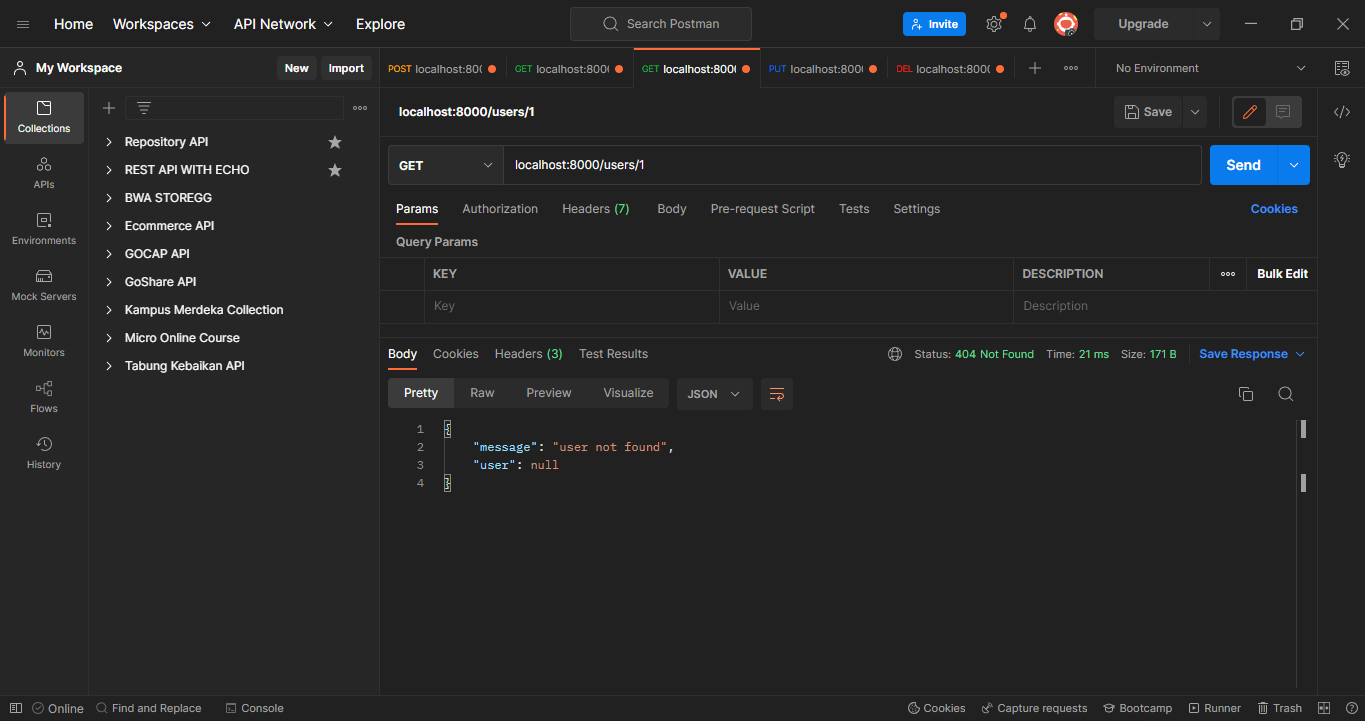 Home Workspaces API Network Explore Search Postman Invite Upgrade
My Workspace New Import POST localhost:800 GET localhost:800 GET localhost:800 PUT localhost:800 DEL localhost:800 No Environment
Collections
APIs
Environments
Mock Servers
Monitors
Flows
History
Repository API
REST API WITH ECHO
BWA STOREGG
Ecommerce API
GOCAP API
GoShare API
Kampus Merdeka Collection
Micro Online Course
Tabung Kebaikan API
localhost:8000/users/1 Save
GET localhost:8000/users/1 Send
Params Authorization Headers (7) Body Pre-request Script Tests Settings Cookies
Query Params
KEY VALUE DESCRIPTION Bulk Edit
Key Value Description
Body Cookies Headers (3) Test Results Status: 404 Not Found Time: 21 ms Size: 171 B Save Response
Pretty Raw Preview Visualize JSON
1 {
2 "message": "user not found",
3 "user": null
4 }
Online Find and Replace Console Cookies Capture requests Bootcamp Runner Trash